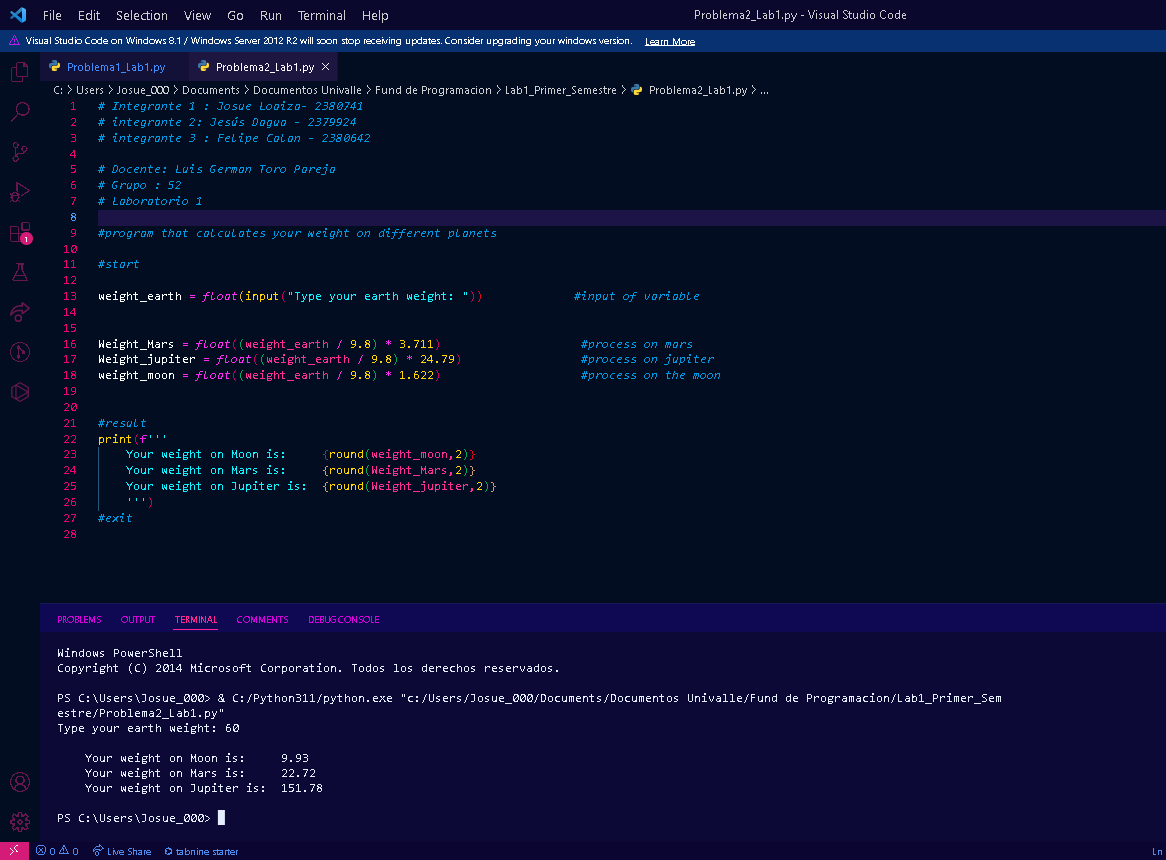 File Edit Selection View Go Run Terminal Help Problema2_Lab1.py - Visual Studio Code
Visual Studio Code on Windows 8.1 / Windows Server 2012 R2 will soon stop receiving updates. Consider upgrading your windows version. Learn More
Problema1_Lab1.py Problema2_Lab1.py
C: > Users > Josue_000 > Documents > Documentos Univalle > Fund de Programacion > Lab1_Primer_Semestre > Problema2_Lab1.py > ...
1 # Integrante 1 : Josue Loaiza- 2380741
2 # integrante 2: Jesús Dagua - 2379924
3 # integrante 3 : Felipe Colan - 2380642
4
5 # Docente: Luis German Toro Pareja
6 # Grupo : 52
7 # Laboratorio 1
8
9 #program that calculates your weight on different planets
10
11 #start
12
13 weight_earth = float(input("Type your earth weight: ")) #input of variable
14
15
16 Weight_Mars = float((weight_earth / 9.8) * 3.711) #process on mars
17 Weight_jupiter = float((weight_earth / 9.8) * 24.79) #process on jupiter
18 weight_moon = float((weight_earth / 9.8) * 1.622) #process on the moon
19
20
21 #result
22 print(f'''
23 Your weight on Moon is: {round(weight_moon,2)}
24 Your weight on Mars is: {round(Weight_Mars,2)}
25 Your weight on Jupiter is: {round(Weight_jupiter,2)}
26 ''')
27 #exit
28
1
PROBLEMS OUTPUT TERMINAL COMMENTS DEBUG CONSOLE
Windows PowerShell
Copyright (C) 2014 Microsoft Corporation. Todos los derechos reservados.
PS C:\Users\Josue_000> & C:/Python311/python.exe "c:/Users/Josue_000/Documents/Documentos Univalle/Fund de Programacion/Lab1_Primer_Sem
estre/Problema2_Lab1.py"
Type your earth weight: 60
Your weight on Moon is: 9.93
Your weight on Mars is: 22.72
Your weight on Jupiter is: 151.78
PS C:\Users\Josue_000>
0 0 Live Share tabnine starter Ln